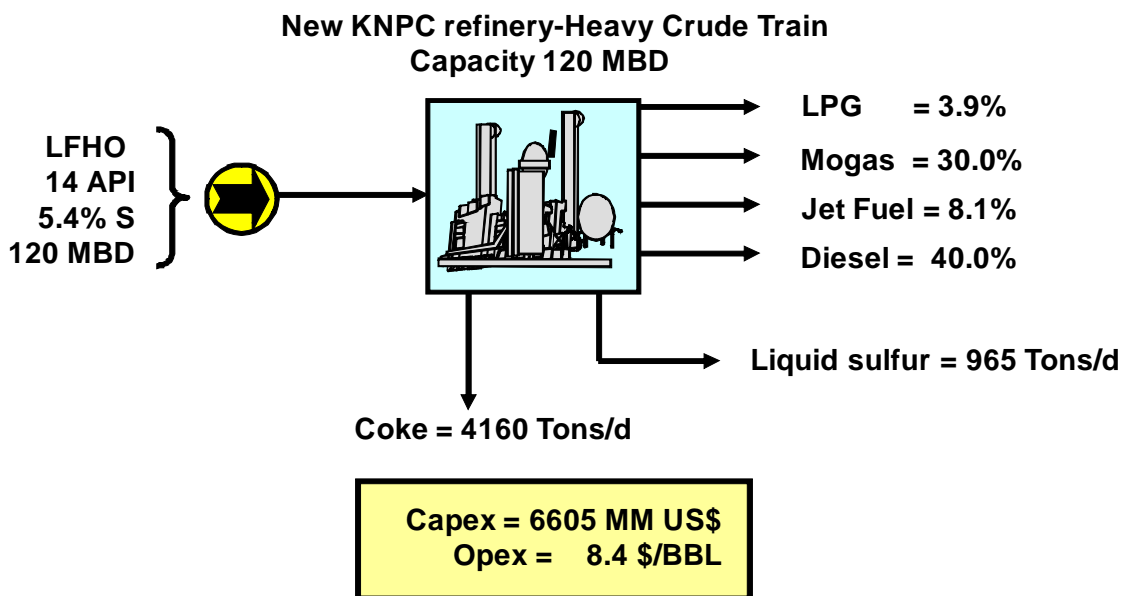 New KNPC refinery-Heavy Crude Train
Capacity 120 MBD
LFHO
14 API
5.4% S
120 MBD
LPG = 3.9%
Mogas = 30.0%
Jet Fuel = 8.1%
Diesel = 40.0%
Liquid sulfur = 965 Tons/d
Coke = 4160 Tons/d
Capex = 6605 MM US$
Opex = 8.4 $/BBL